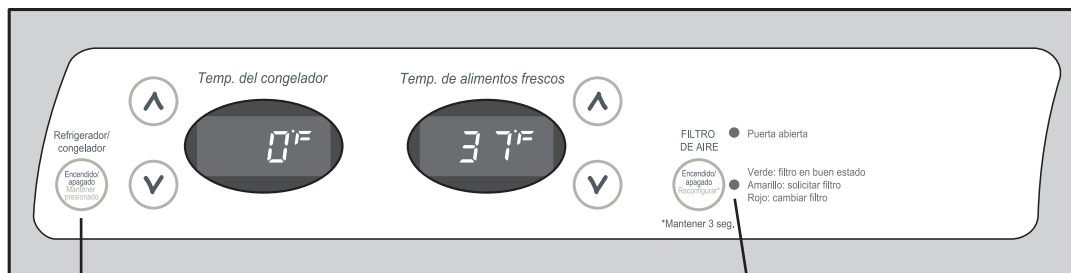 Temp. del congelador
Temp. de alimentos frescos
Refrigerador/
congelador
Encendido/
apagado
Mantener
presionado
0°F
37°F
FILTRO
DE AIRE
Puerta abierta
Encendido/
apagado
Reconfigurar*
Verde: filtro en buen estado
Amarillo: solicitar filtro
Rojo: cambiar filtro
*Mantener 3 seg.